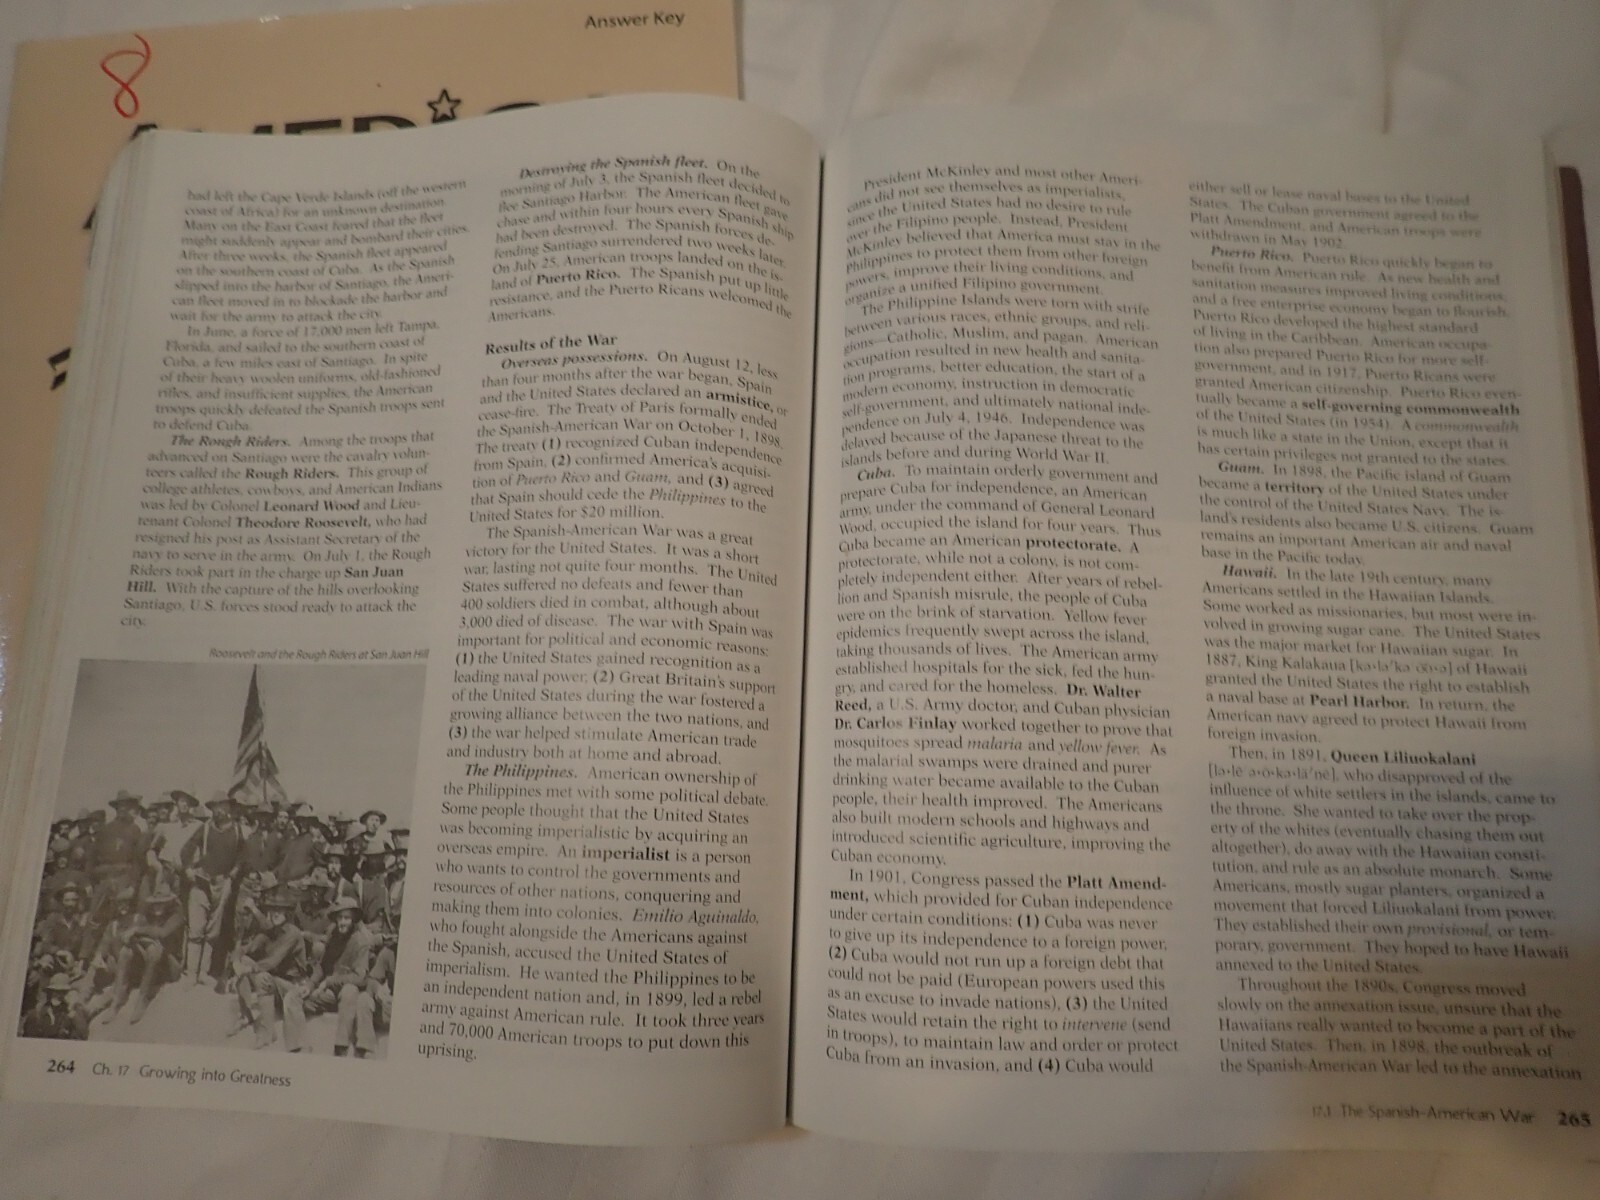 Answer Key
8
had left the Cape Verde Islands (off the western
coast of Africa) for an unknown destination.
Many on the East Coast feared that the fleet
might suddenly appear and bombard their cities.
After three weeks, the Spanish fleet appeared
on the southern coast of Cuba. As the Spanish
slipped into the harbor of Santiago, the Ameri-
can fleet moved in to blockade the harbor and
wait for the army to attack the city.
In June, a force of 17,000 men left Tampa,
Florida, and sailed to the southern coast of
Cuba, a few miles east of Santiago. In spite
of their heavy woolen uniforms, old-fashioned
rifles, and insufficient supplies, the American
troops quickly defeated the Spanish troops sent
to defend Cuba.
The Rough Riders. Among the troops that
advanced on Santiago were the cavalry volun-
teers called the Rough Riders. This group of
college athletes, cowboys, and American Indians
was led by Colonel Leonard Wood and Lieu-
tenant Colonel Theodore Roosevelt, who had
resigned his post as Assistant Secretary of the
navy to serve in the army. On July 1, the Rough
Riders took part in the charge up San Juan
Hill. With the capture of the hills overlooking
Santiago, U.S. forces stood ready to attack the
city.
Roosevelt and the Rough Riders at San Juan Hill
264 Ch. 17 Growing into Greatness
Destroying the Spanish fleet. On the
morning of July 3, the Spanish fleet decided to
flee Santiago Harbor. The American fleet gave
chase and within four hours every Spanish ship
had been destroyed. The Spanish forces de-
fending Santiago surrendered two weeks later.
On July 25, American troops landed on the is-
land of Puerto Rico. The Spanish put up little
resistance, and the Puerto Ricans welcomed the
Americans.
Results of the War
Overseas possessions. On August 12, less
than four months after the war began, Spain
and the United States declared an armistice, or
cease-fire. The Treaty of Paris formally ended
the Spanish-American War on October 1, 1898.
The treaty (1) recognized Cuban independence
from Spain, (2) confirmed America's acquisi-
tion of Puerto Rico and Guam, and (3) agreed
that Spain should cede the Philippines to the
United States for $20 million.
The Spanish-American War was a great
victory for the United States. It was a short
war, lasting not quite four months. The United
States suffered no defeats and fewer than
400 soldiers died in combat, although about
3,000 died of disease. The war with Spain was
important for political and economic reasons:
(1) the United States gained recognition as a
leading naval power, (2) Great Britain's support
of the United States during the war fostered a
growing alliance between the two nations, and
(3) the war helped stimulate American trade
and industry both at home and abroad.
The Philippines. American ownership of
the Philippines met with some political debate.
Some people thought that the United States
was becoming imperialistic by acquiring an
overseas empire. An imperialist is a person
who wants to control the governments and
resources of other nations, conquering and
making them into colonies. Emilio Aguinaldo,
who fought alongside the Americans against
the Spanish, accused the United States of
imperialism. He wanted the Philippines to be
an independent nation and, in 1899, led a rebel
army against American rule. It took three years
and 70,000 American troops to put down this
uprising.
President McKinley and most other Ameri-
cans did not see themselves as imperialists,
since the United States had no desire to rule
over the Filipino people. Instead, President
McKinley believed that America must stay in the
Philippines to protect them from other foreign
powers, improve their living conditions, and
organize a unified Filipino government.
The Philippine Islands were torn with strife
between various races, ethnic groups, and reli-
gions—Catholic, Muslim, and pagan. American
occupation resulted in new health and sanita-
tion programs, better education, the start of a
modern economy, instruction in democratic
self-government, and ultimately national inde-
pendence on July 4, 1946. Independence was
delayed because of the Japanese threat to the
islands before and during World War II.
Cuba. To maintain orderly government and
prepare Cuba for independence, an American
army, under the command of General Leonard
Wood, occupied the island for four years. Thus
Cuba became an American protectorate. A
protectorate, while not a colony, is not com-
pletely independent either. After years of rebel-
lion and Spanish misrule, the people of Cuba
were on the brink of starvation. Yellow fever
epidemics frequently swept across the island,
taking thousands of lives. The American army
established hospitals for the sick, fed the hun-
gry, and cared for the homeless. Dr. Walter
Reed, a U.S. Army doctor, and Cuban physician
Dr. Carlos Finlay worked together to prove that
mosquitoes spread malaria and yellow fever. As
the malarial swamps were drained and purer
drinking water became available to the Cuban
people, their health improved. The Americans
also built modern schools and highways and
introduced scientific agriculture, improving the
Cuban economy.
In 1901, Congress passed the Platt Amend-
ment, which provided for Cuban independence
under certain conditions: (1) Cuba was never
to give up its independence to a foreign power,
(2) Cuba would not run up a foreign debt that
could not be paid (European powers used this
as an excuse to invade nations), (3) the United
States would retain the right to intervene (send
in troops), to maintain law and order or protect
Cuba from an invasion, and (4) Cuba would
either sell or lease naval bases to the United
States. The Cuban government agreed to the
Platt Amendment, and American troops were
withdrawn in May 1902.
Puerto Rico. Puerto Rico quickly began to
benefit from American rule. As new health and
sanitation measures improved living conditions,
and a free enterprise economy began to flourish,
Puerto Rico developed the highest standard
of living in the Caribbean. American occupa-
tion also prepared Puerto Rico for more self-
government, and in 1917, Puerto Ricans were
granted American citizenship. Puerto Rico even-
tually became a self-governing commonwealth
of the United States (in 1954). A commonwealth
is much like a state in the Union, except that it
has certain privileges not granted to the states.
Guam. In 1898, the Pacific island of Guam
became a territory of the United States under
the control of the United States Navy. The is-
land's residents also became U.S. citizens. Guam
remains an important American air and naval
base in the Pacific today.
Hawaii. In the late 19th century, many
Americans settled in the Hawaiian Islands.
Some worked as missionaries, but most were in-
volved in growing sugar cane. The United States
was the major market for Hawaiian sugar. In
1887, King Kalakaua of Hawaii
granted the United States the right to establish
a naval base at Pearl Harbor. In return, the
American navy agreed to protect Hawaii from
foreign invasion.
Then, in 1891, Queen Liliuokalani
who disapproved of the
influence of white settlers in the islands, came to
the throne. She wanted to take over the prop-
erty of the whites (eventually chasing them out
altogether), do away with the Hawaiian consti-
tution, and rule as an absolute monarch. Some
Americans, mostly sugar planters, organized a
movement that forced Liliuokalani from power.
They established their own provisional, or tem-
porary, government. They hoped to have Hawaii
annexed to the United States.
Throughout the 1890s, Congress moved
slowly on the annexation issue, unsure that the
Hawaiians really wanted to become a part of the
United States. Then, in 1898, the outbreak of
the Spanish-American War led to the annexation
17.1 The Spanish-American War 265